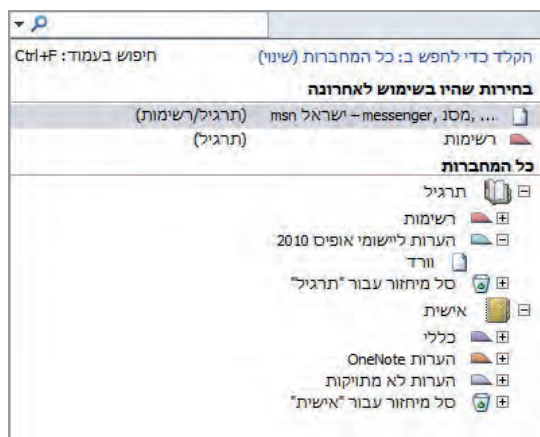 הקלד כדי לחפש ב: כל המחברות (שינוי) חיפוש בעמוד: Ctrl+F
בחירות שהיו בשימוש לאחרונה
... ,מסנ ,messenger – ישראל msn (תרגיל/רשימות)
רשימות (תרגיל)
כל המחברות
תרגיל
רשימות
הערות ליישומי אופיס 2010
וורד
סל מיחזור עבור "תרגיל"
אישית
כללי
הערות OneNote
הערות לא מתויקות
סל מיחזור עבור "אישית"